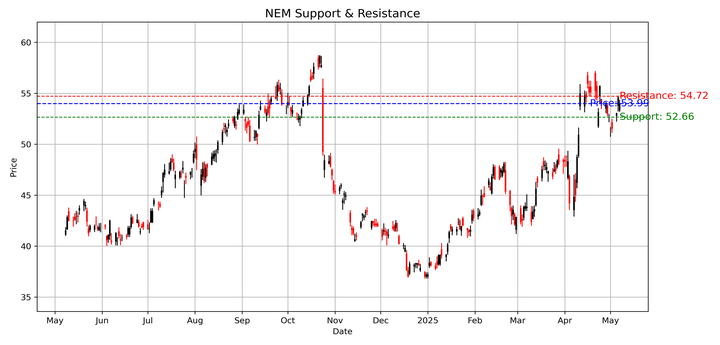 NEM Support & Resistance
60
55
50
45
40
35
Price
Resistance: 54.72
Price: 53.99
Support: 52.66
May
Jun
Jul
Aug
Sep
Oct
Nov
Dec
2025
Feb
Mar
Apr
May
Date